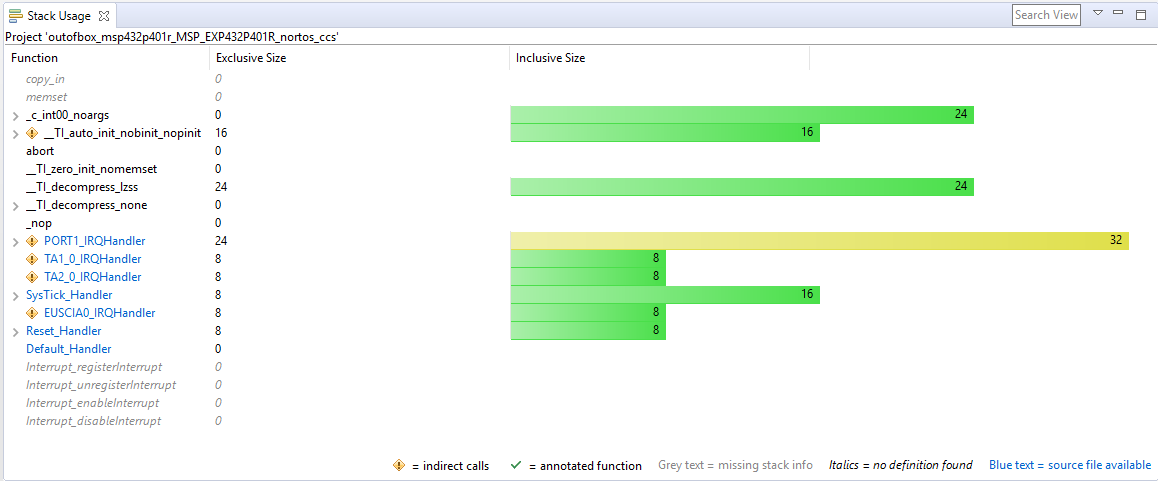 Stack Usage Search View
Project 'outofbox_msp432p401r_MSP_EXP432P401R_nortos_ccs'
Function Exclusive Size Inclusive Size
copy_in 0
memset 0
_c_int00_noargs 0 24
__TI_auto_init_nobinit_nopinit 16 16
abort 0
__TI_zero_init_nomemset 0
__TI_decompress_lzss 24 24
__TI_decompress_none 0
_nop 0
PORT1_IRQHandler 24 32
TA1_0_IRQHandler 8 8
TA2_0_IRQHandler 8 8
SysTick_Handler 8 16
EUSCIA0_IRQHandler 8 8
Reset_Handler 8 8
Default_Handler 0
Interrupt_registerInterrupt 0
Interrupt_unregisterInterrupt 0
Interrupt_enableInterrupt 0
Interrupt_disableInterrupt 0
= indirect calls = annotated function Grey text = missing stack info Italics = no definition found Blue text = source file available